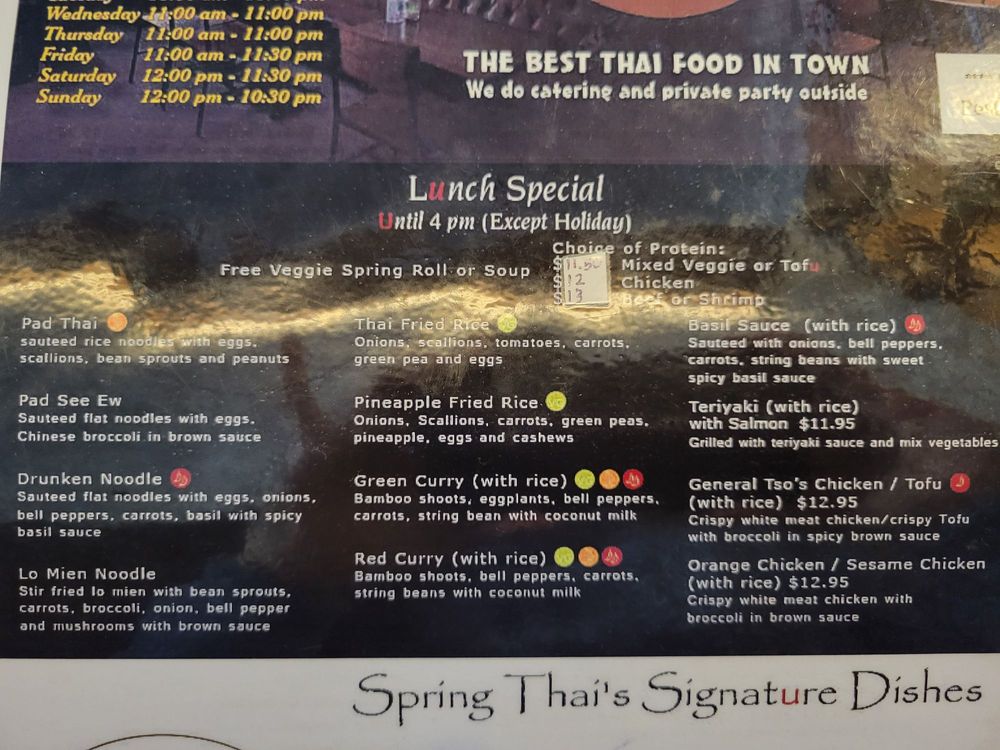 Wednesday 11:00 am - 11:00 pm
Thursday 11:00 am - 11:00 pm
Friday 11:00 am - 11:30 pm
Saturday 12:00 pm - 11:30 pm
Sunday 12:00 pm - 10:30 pm
THE BEST THAI FOOD IN TOWN
We do catering and private party outside
Lunch Special
Until 4 pm (Except Holiday)
Choice of Protein:
Free Veggie Spring Roll or Soup
$11.50 Mixed Veggie or Tofu
$12 Chicken
$13 Beef or Shrimp
Pad Thai
sauteed rice noodles with eggs,
scallions, bean sprouts and peanuts
Pad See Ew
Sauteed flat noodles with eggs,
Chinese broccoli in brown sauce
Drunken Noodle
Sauteed flat noodles with eggs, onions,
bell peppers, carrots, basil with spicy
basil sauce
Lo Mien Noodle
Stir fried lo mien with bean sprouts,
carrots, broccoli, onion, bell pepper
and mushrooms with brown sauce
Thai Fried Rice
Onions, scallions, tomatoes, carrots,
green pea and eggs
Pineapple Fried Rice
Onions, Scallions, carrots, green peas,
pineapple, eggs and cashews
Green Curry (with rice)
Bamboo shoots, eggplants, bell peppers,
carrots, string bean with coconut milk
Red Curry (with rice)
Bamboo shoots, bell peppers, carrots,
string beans with coconut milk
Basil Sauce (with rice)
Sauteed with onions, bell peppers,
carrots, string beans with sweet
spicy basil sauce
Teriyaki (with rice)
with Salmon $11.95
Grilled with teriyaki sauce and mix vegetables
General Tso's Chicken / Tofu
(with rice) $12.95
Crispy white meat chicken/crispy Tofu
with broccoli in spicy brown sauce
Orange Chicken / Sesame Chicken
(with rice) $12.95
Crispy white meat chicken with
broccoli in brown sauce
Spring Thai's Signature Dishes